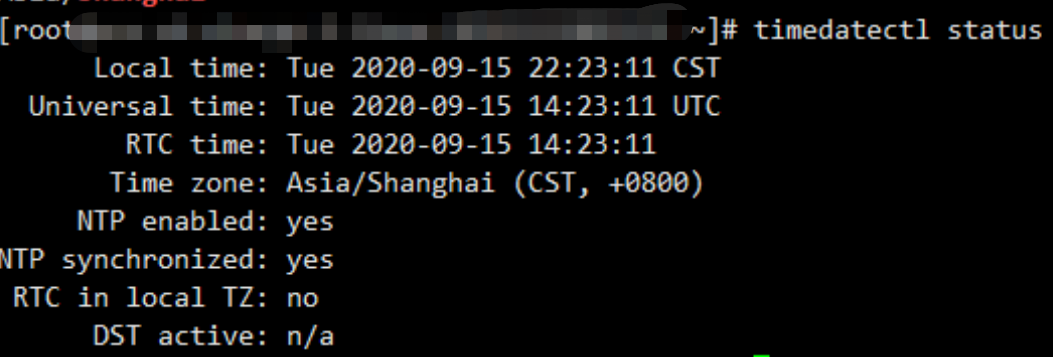 [root ~]# timedatectl status
Local time: Tue 2020-09-15 22:23:11 CST
Universal time: Tue 2020-09-15 14:23:11 UTC
RTC time: Tue 2020-09-15 14:23:11
Time zone: Asia/Shanghai (CST, +0800)
NTP enabled: yes
NTP synchronized: yes
RTC in local TZ: no
DST active: n/a